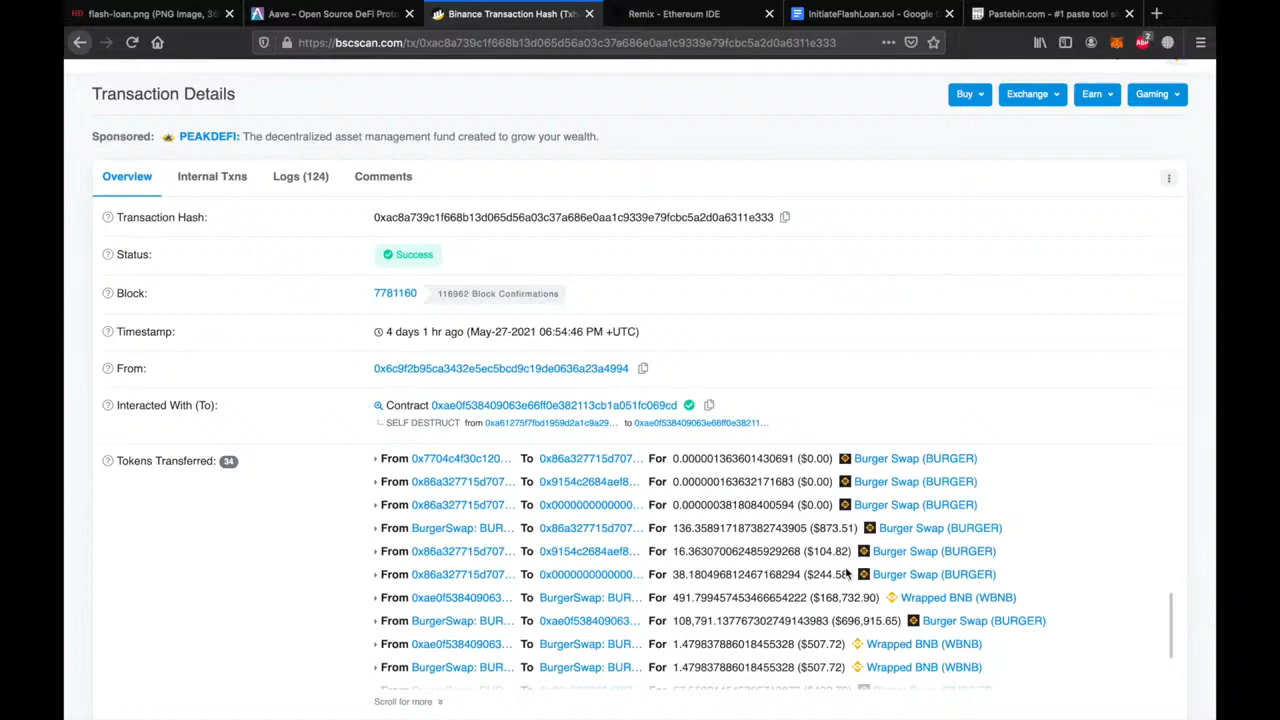 flash-loan.png (PNG Image, 36
Aave – Open Source DeFi Proto
Binance Transaction Hash (Txh
Remix - Ethereum IDE
InitiateFlashLoan.sol - Google D
Pastebin.com - #1 paste tool s
https://bscscan.com/tx/0xac8a739c1f668b13d065d56a03c37a686e0aa1c9339e79fcbc5a2d0a6311e333
Transaction Details
Buy
Exchange
Earn
Gaming
Sponsored: PEAKDEFI: The decentralized asset management fund created to grow your wealth.
Overview
Internal Txns
Logs (124)
Comments
Transaction Hash: 0xac8a739c1f668b13d065d56a03c37a686e0aa1c9339e79fcbc5a2d0a6311e333
Status: Success
Block: 7781160 116962 Block Confirmations
Timestamp: 4 days 1 hr ago (May-27-2021 06:54:46 PM +UTC)
From: 0x6c9f2b95ca3432e5ec5bcd9c19de0636a23a4994
Interacted With (To): Contract 0xae0f538409063e66ff0e382113cb1a051fc069cd
SELF DESTRUCT from 0xa61275f7fbd1959d2a1c9a29... to 0xae0f538409063e66ff0e38211...
Tokens Transferred: 34
From 0x7704c4f30c120... To 0x86a327715d707... For 0.000001363601430691 ($0.00) Burger Swap (BURGER)
From 0x86a327715d707... To 0x9154c2684aef8... For 0.000000163632171683 ($0.00) Burger Swap (BURGER)
From 0x86a327715d707... To 0x0000000000000... For 0.000000381808400594 ($0.00) Burger Swap (BURGER)
From BurgerSwap: BUR... To 0x86a327715d707... For 136.358917187382743905 ($873.51) Burger Swap (BURGER)
From 0x86a327715d707... To 0x9154c2684aef8... For 16.363070062485929268 ($104.82) Burger Swap (BURGER)
From 0x86a327715d707... To 0x0000000000000... For 38.180496812467168294 ($244.58 Burger Swap (BURGER)
From 0xae0f538409063... To BurgerSwap: BUR... For 491.799457453466654222 ($168,732.90) Wrapped BNB (WBNB)
From BurgerSwap: BUR... To 0xae0f538409063... For 108,791.137767302749143983 ($696,915.65) Burger Swap (BURGER)
From 0xae0f538409063... To BurgerSwap: BUR... For 1.479837886018455328 ($507.72) Wrapped BNB (WBNB)
From BurgerSwap: BUR... To BurgerSwap: BUR... For 1.479837886018455328 ($507.72) Wrapped BNB (WBNB)
Scroll for more